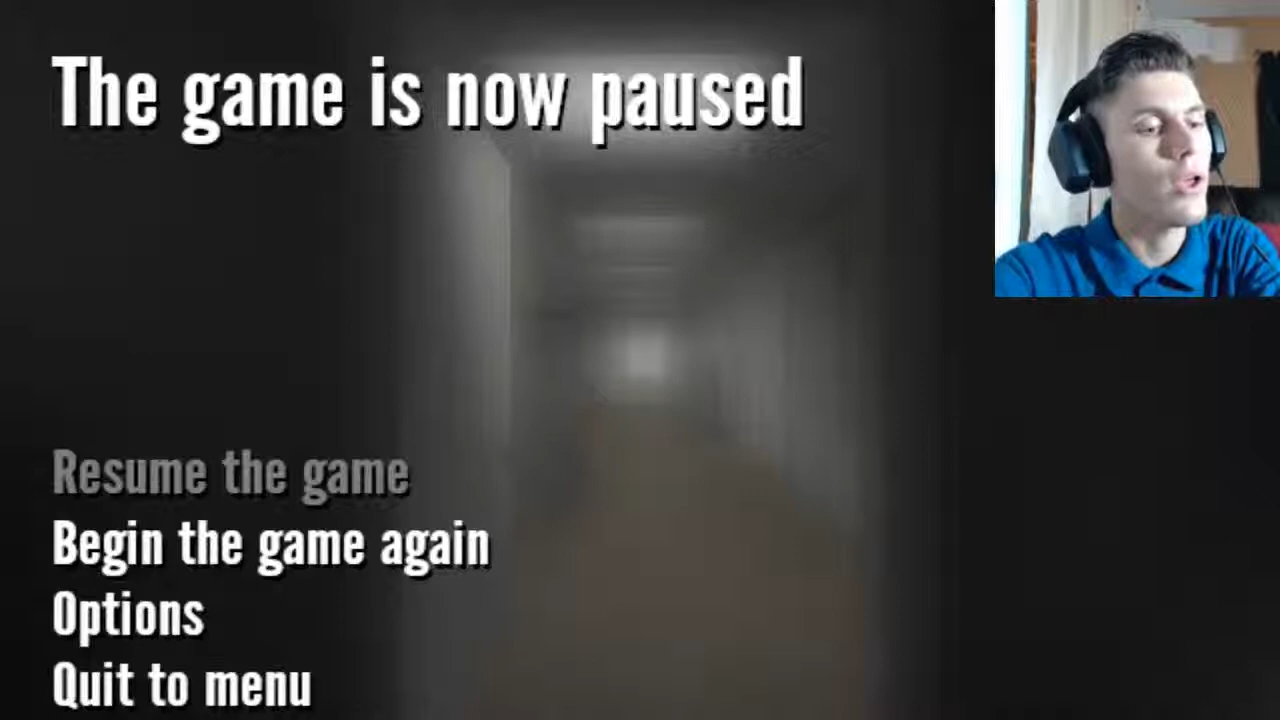 The game is now paused
Resume the game
Begin the game again
Options
Quit to menu